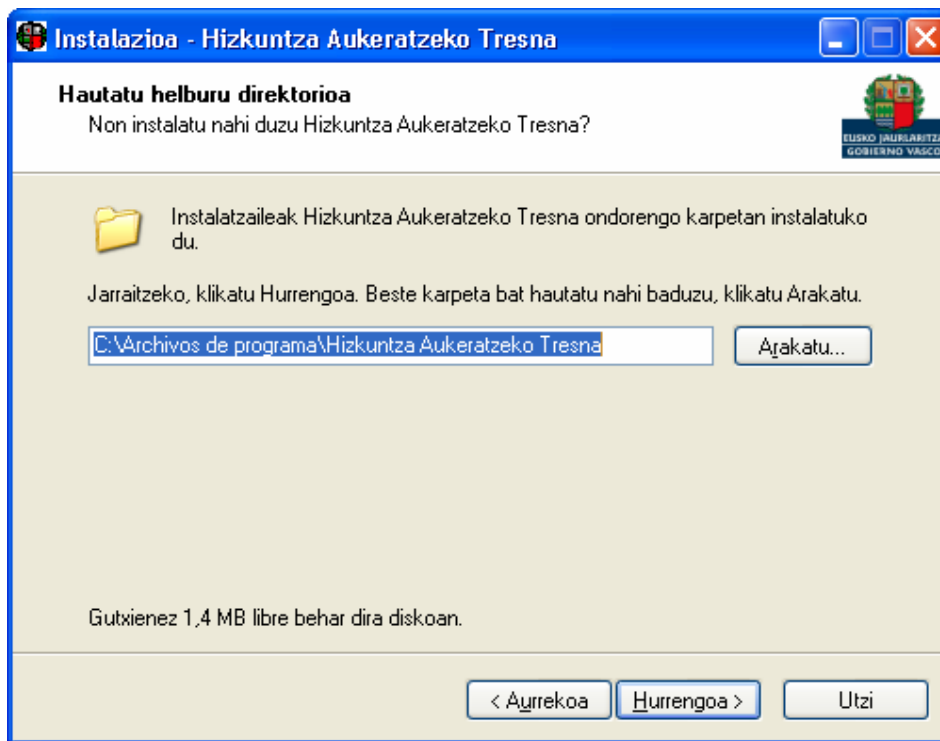 Instalazioa - Hizkuntza Aukeratzeko Tresna
Hautatu helburu direktorioa
Non instalatu nahi duzu Hizkuntza Aukeratzeko Tresna?
EUSKO JAURLARITZA
GOBIERNO VASCO
Instalatzaileak Hizkuntza Aukeratzeko Tresna ondorengo karpetan instalatuko
du.
Jarraitzeko, klikatu Hurrengoa. Beste karpeta bat hautatu nahi baduzu, klikatu Arakatu.
C:\Archivos de programa\Hizkuntza Aukeratzeko Tresna
Arakatu...
Gutxienez 1,4 MB libre behar dira diskoan.
< Aurrekoa
Hurrengoa >
Utzi